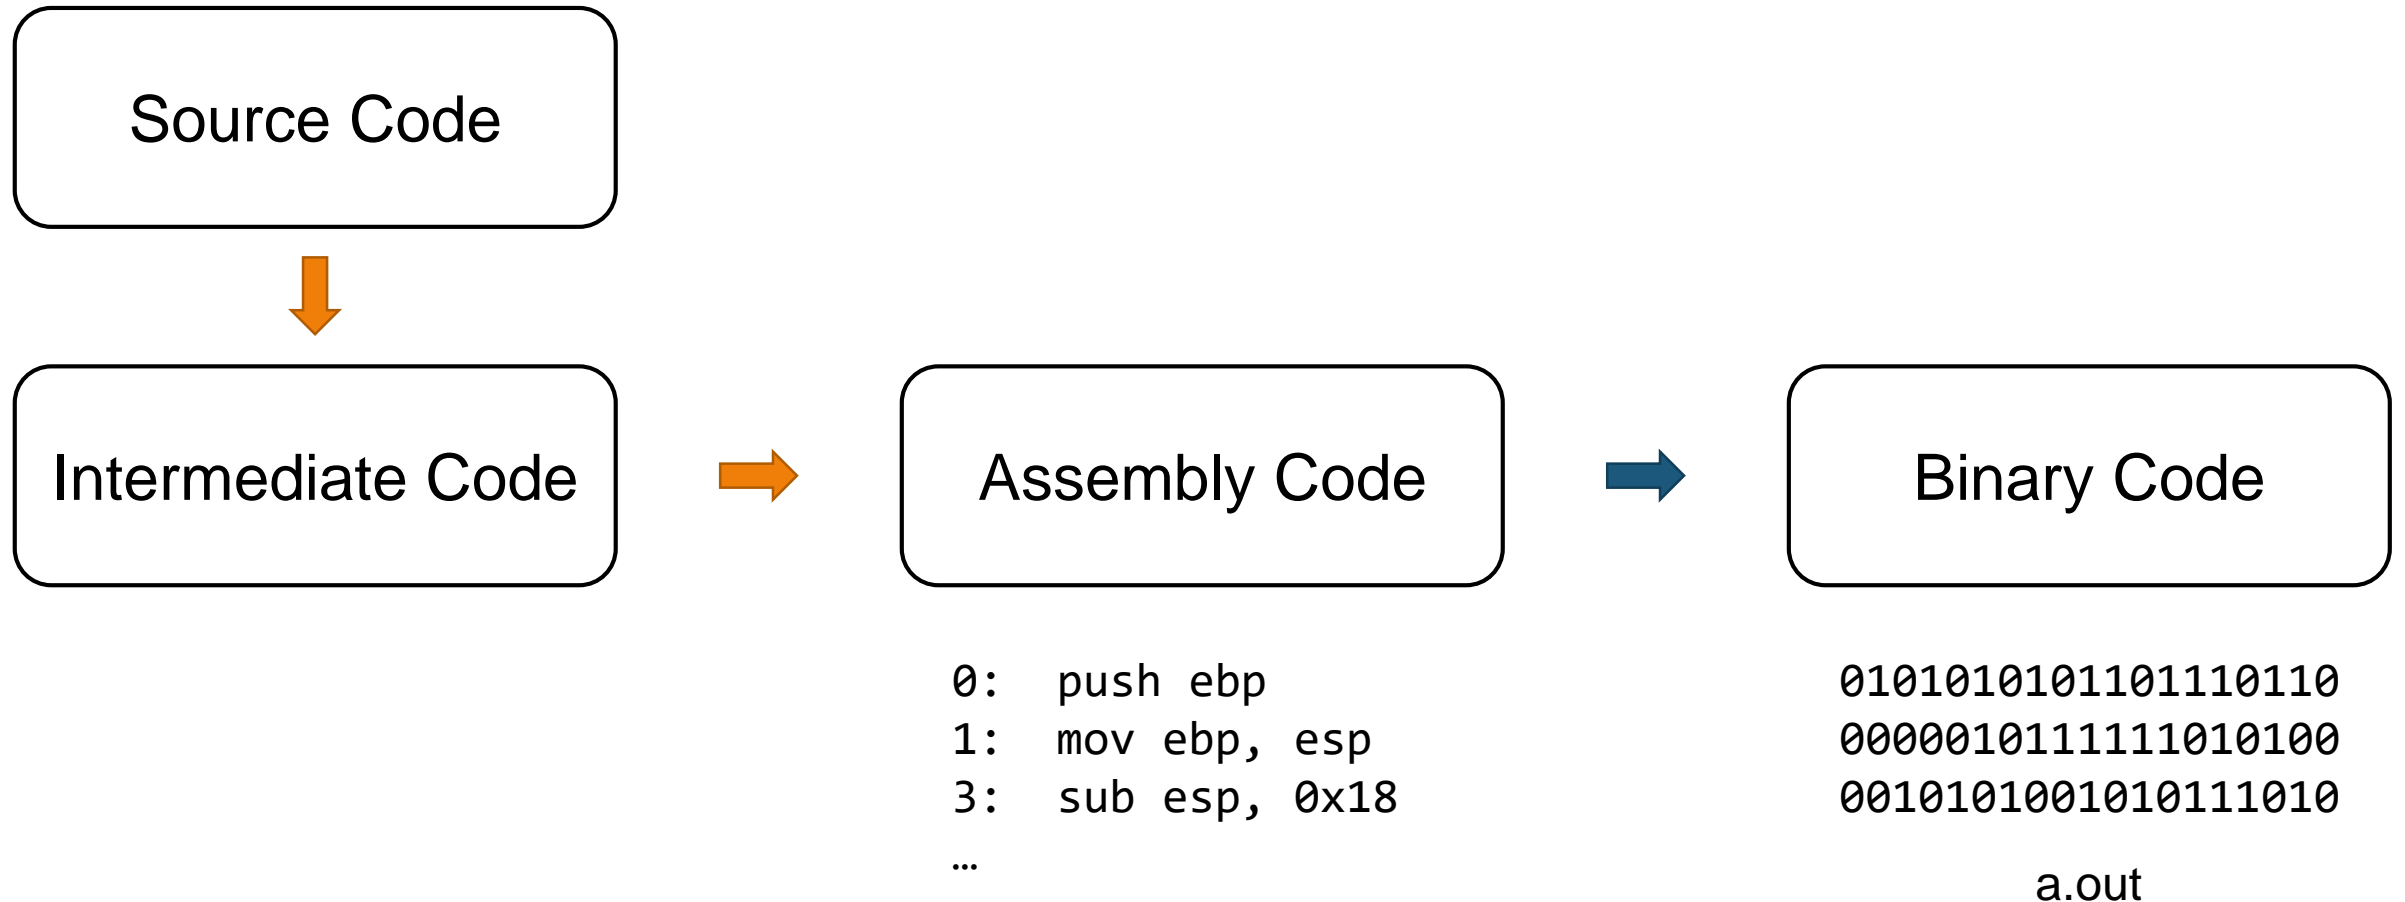 Source Code
Intermediate Code
Assembly Code
Binary Code
0: push ebp
1: mov ebp, esp
3: sub esp, 0x18
…
0101010101101110110
0000010111111010100
0010101001010111010
a.out